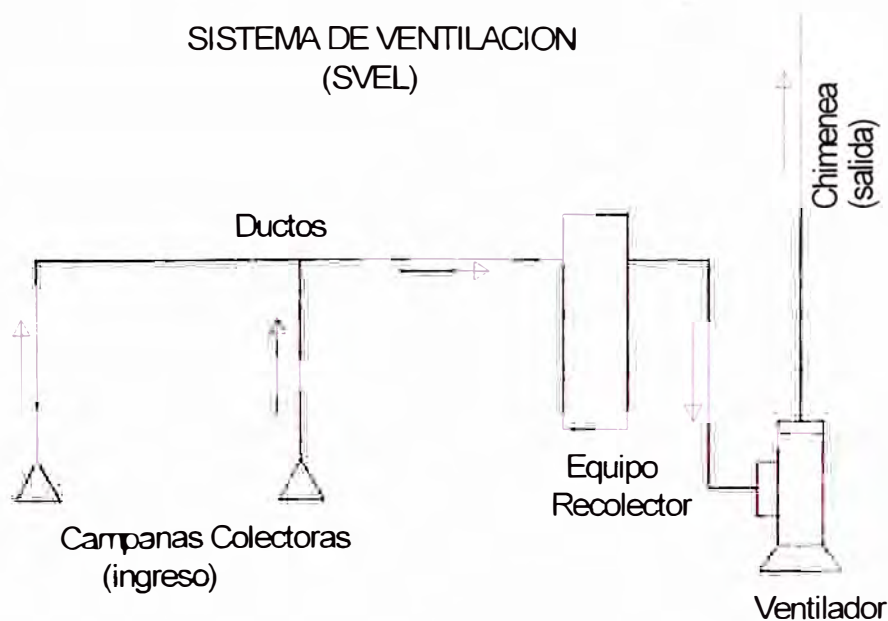 SISTEMA DE VENTILACION
(SVEL)
Chimenea
(salida)
Ductos
Equipo
Recolector
Campanas Colectoras
(ingreso)
Ventilador